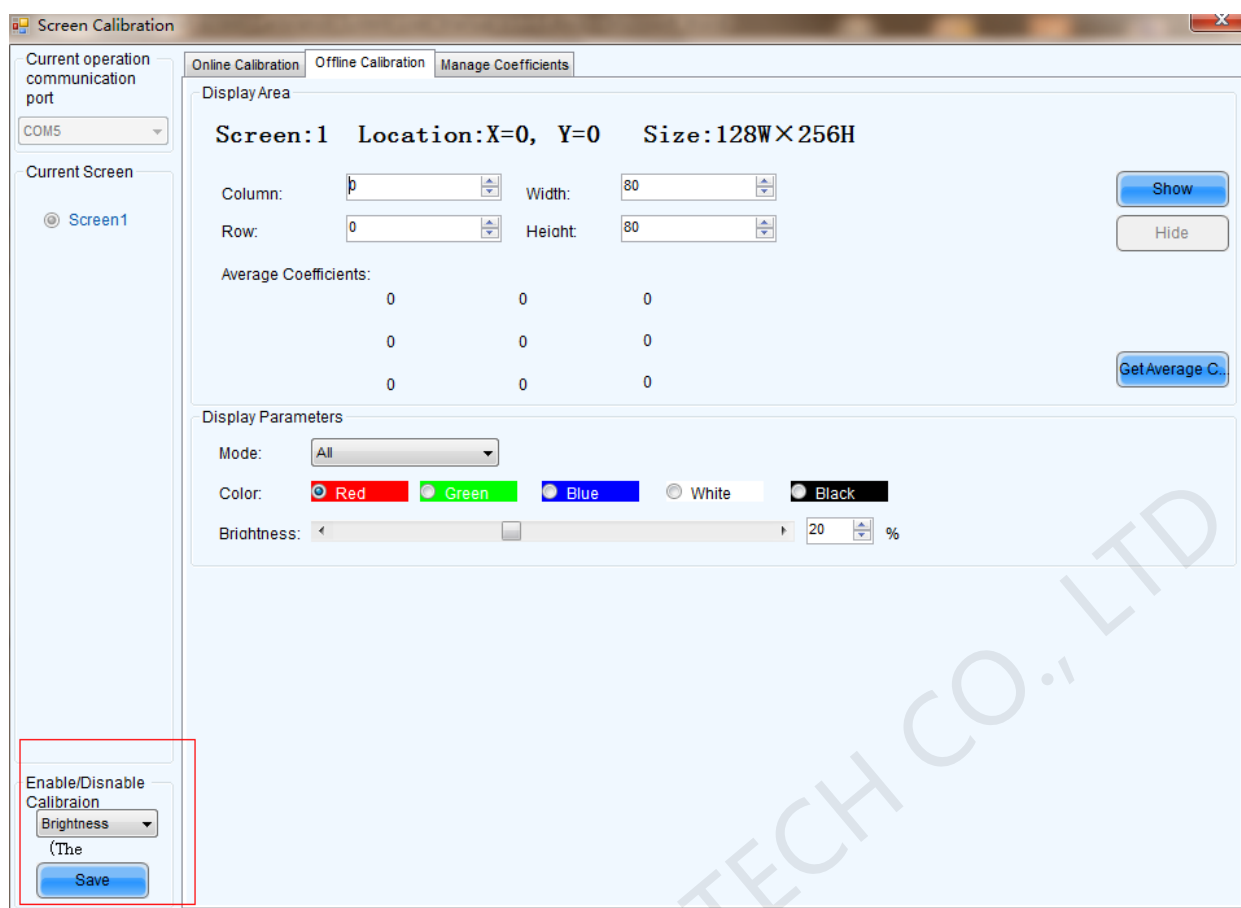 Screen Calibration
Current operation
communication
port
COM5
Current Screen
Screen1
Enable/Disnable
Calibraion
Brightness
(The
Save
Online Calibration Offline Calibration Manage Coefficients
Display Area
Screen:1 Location:X=0, Y=0 Size:128W×256H
Column: 0 Width: 80
Row: 0 Height: 80
Show
Hide
Average Coefficients:
0 0 0
0 0 0
0 0 0
Get Average C...
Display Parameters
Mode: All
Color: Red Green Blue White Black
Brightness: 20 %
TECH CO., LTD